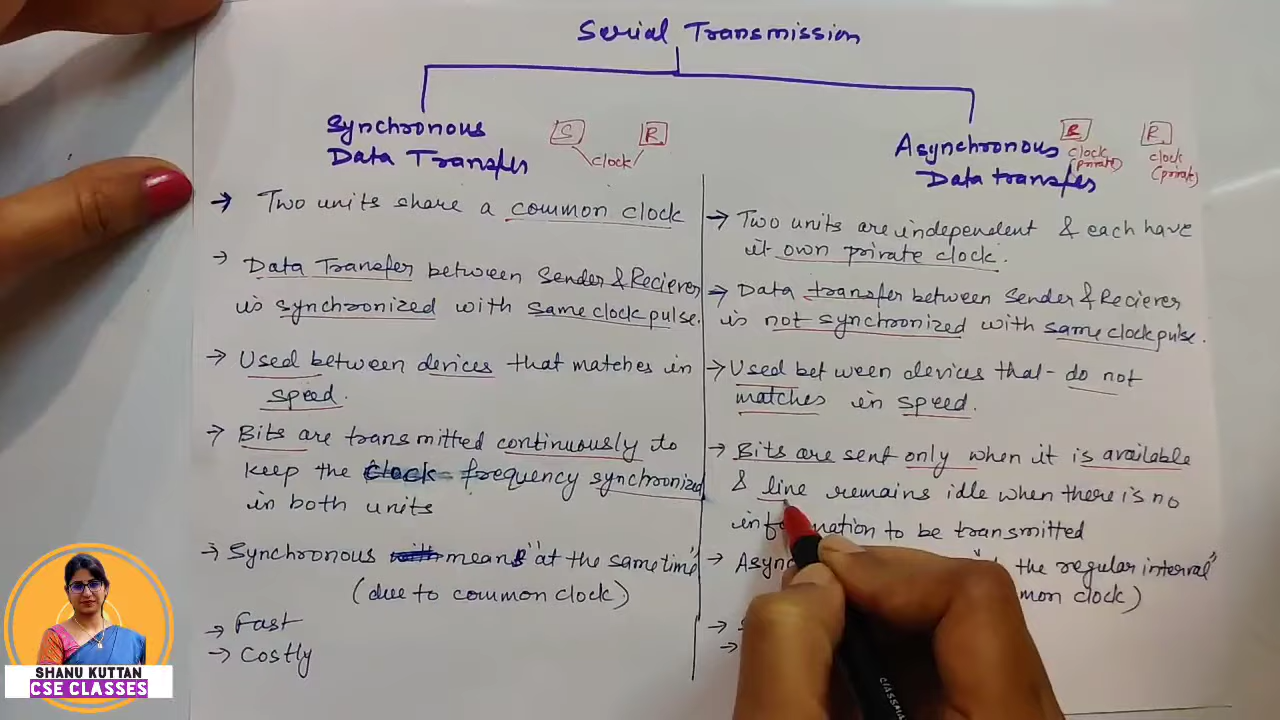 Serial Transmission
Synchronous
Data Transfer
S R
clock
Two units share a common clock
Data Transfer between Sender & Reciever
is synchronized with same clock pulse.
Used between devices that matches in
speed.
Bits are transmitted continuously to
keep the clock frequency synchronized
in both units
Synchronous with means "at the same time"
(due to common clock)
Fast
Costly
Asynchronous
Data transfer
R
clock
(private)
clock
(private)
Two units are independent & each have
it own private clock.
Data transfer between Sender & Reciever
is not synchronized with same clock pulse.
Used between devices that do not
matches in speed.
Bits are sent only when it is available
& line remains idle when there is no
information to be transmitted
Async
the regular interval"
clock)
SHANU KUTTAN
CSE CLASSES